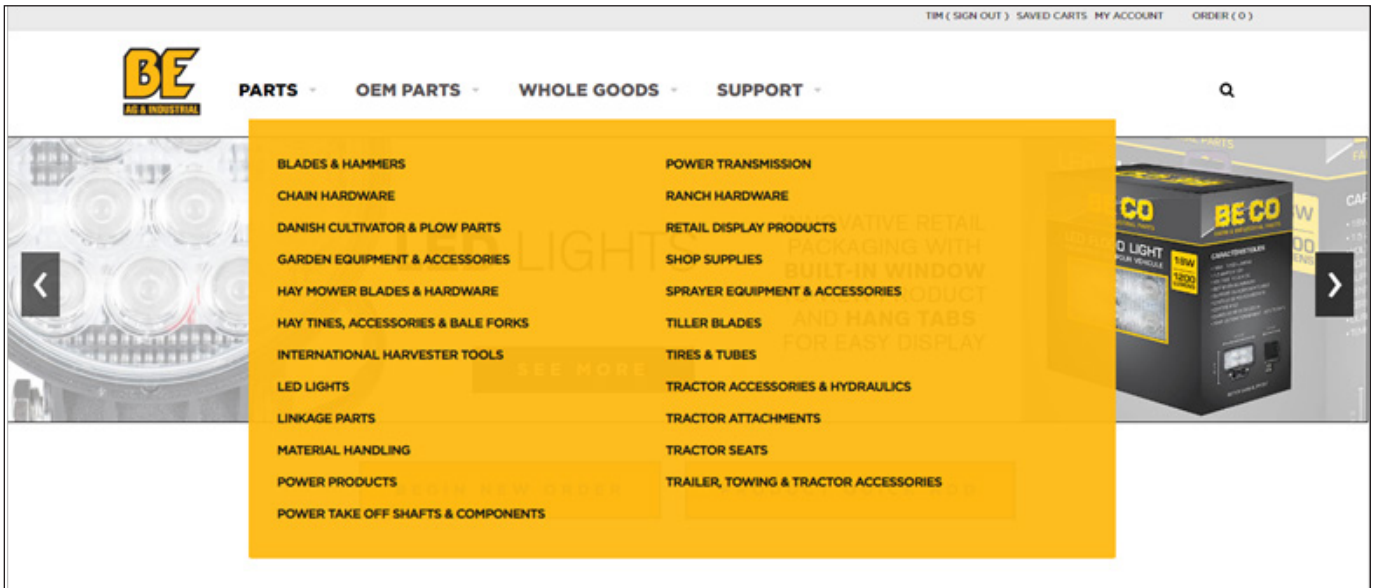 TIM ( SIGN OUT ) SAVED CARTS MY ACCOUNT ORDER ( 0 )
BE
AG & INDUSTRIAL
PARTS OEM PARTS WHOLE GOODS SUPPORT
BLADES & HAMMERS
CHAIN HARDWARE
DANISH CULTIVATOR & PLOW PARTS
GARDEN EQUIPMENT & ACCESSORIES
HAY MOWER BLADES & HARDWARE
HAY TINES, ACCESSORIES & BALE FORKS
INTERNATIONAL HARVESTER TOOLS
LED LIGHTS
LINKAGE PARTS
MATERIAL HANDLING
POWER PRODUCTS
POWER TAKE OFF SHAFTS & COMPONENTS
POWER TRANSMISSION
RANCH HARDWARE
RETAIL DISPLAY PRODUCTS
SHOP SUPPLIES
SPRAYER EQUIPMENT & ACCESSORIES
TILLER BLADES
TIRES & TUBES
TRACTOR ACCESSORIES & HYDRAULICS
TRACTOR ATTACHMENTS
TRACTOR SEATS
TRAILER, TOWING & TRACTOR ACCESSORIES
LED LIGHTS
SEE MORE
RETAIL
PACKAGING WITH
BUILT-IN WINDOW
AND HANG TABS
FOR EASY DISPLAY
BEGIN NEW ORDER
BE CO
LIGHT
18W
1200
BE CO
CARACTÉRISTIQUES